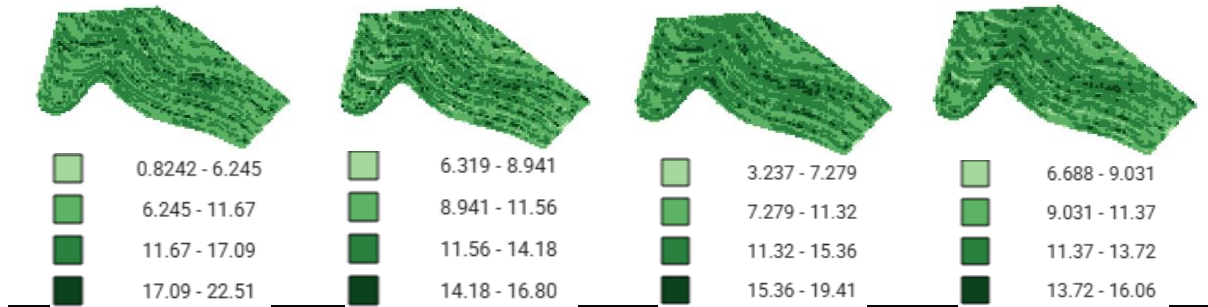 0.8242 - 6.245
6.245 - 11.67
11.67 - 17.09
17.09 - 22.51
6.319 - 8.941
8.941 - 11.56
11.56 - 14.18
14.18 - 16.80
3.237 - 7.279
7.279 - 11.32
11.32 - 15.36
15.36 - 19.41
6.688 - 9.031
9.031 - 11.37
11.37 - 13.72
13.72 - 16.06